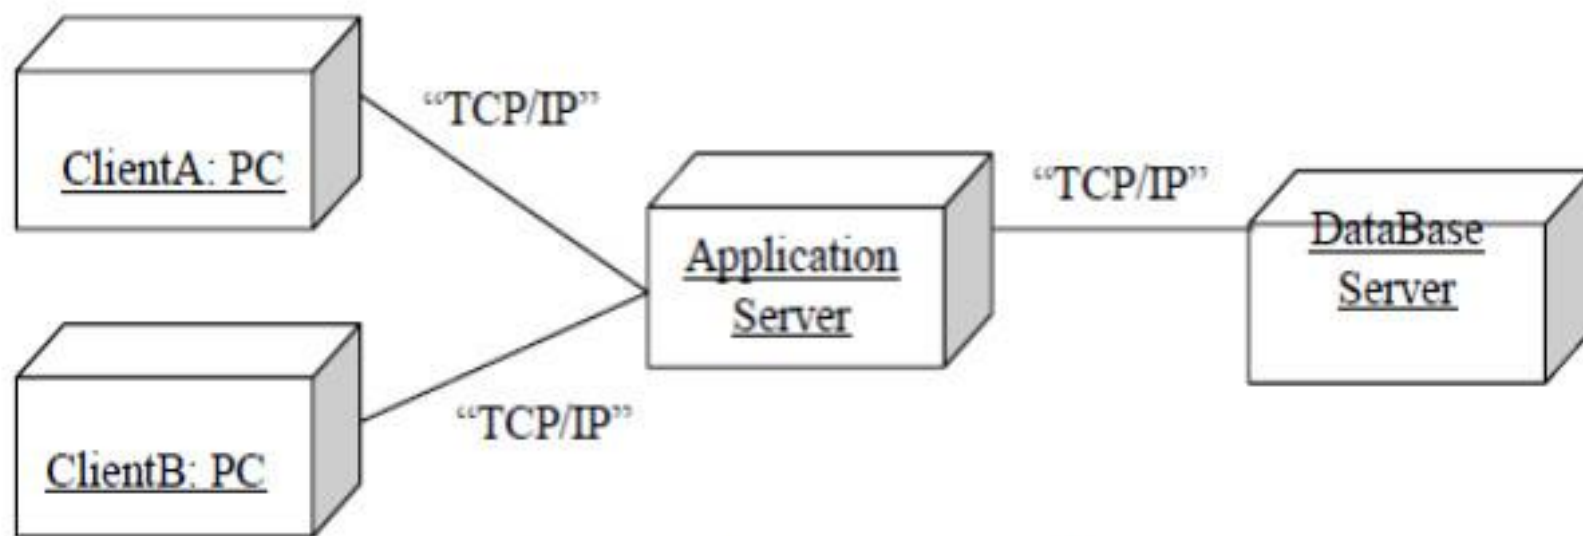 “TCP/IP”
ClientA: PC
“TCP/IP”
Application
Server
DataBase
Server
“TCP/IP”
ClientB: PC